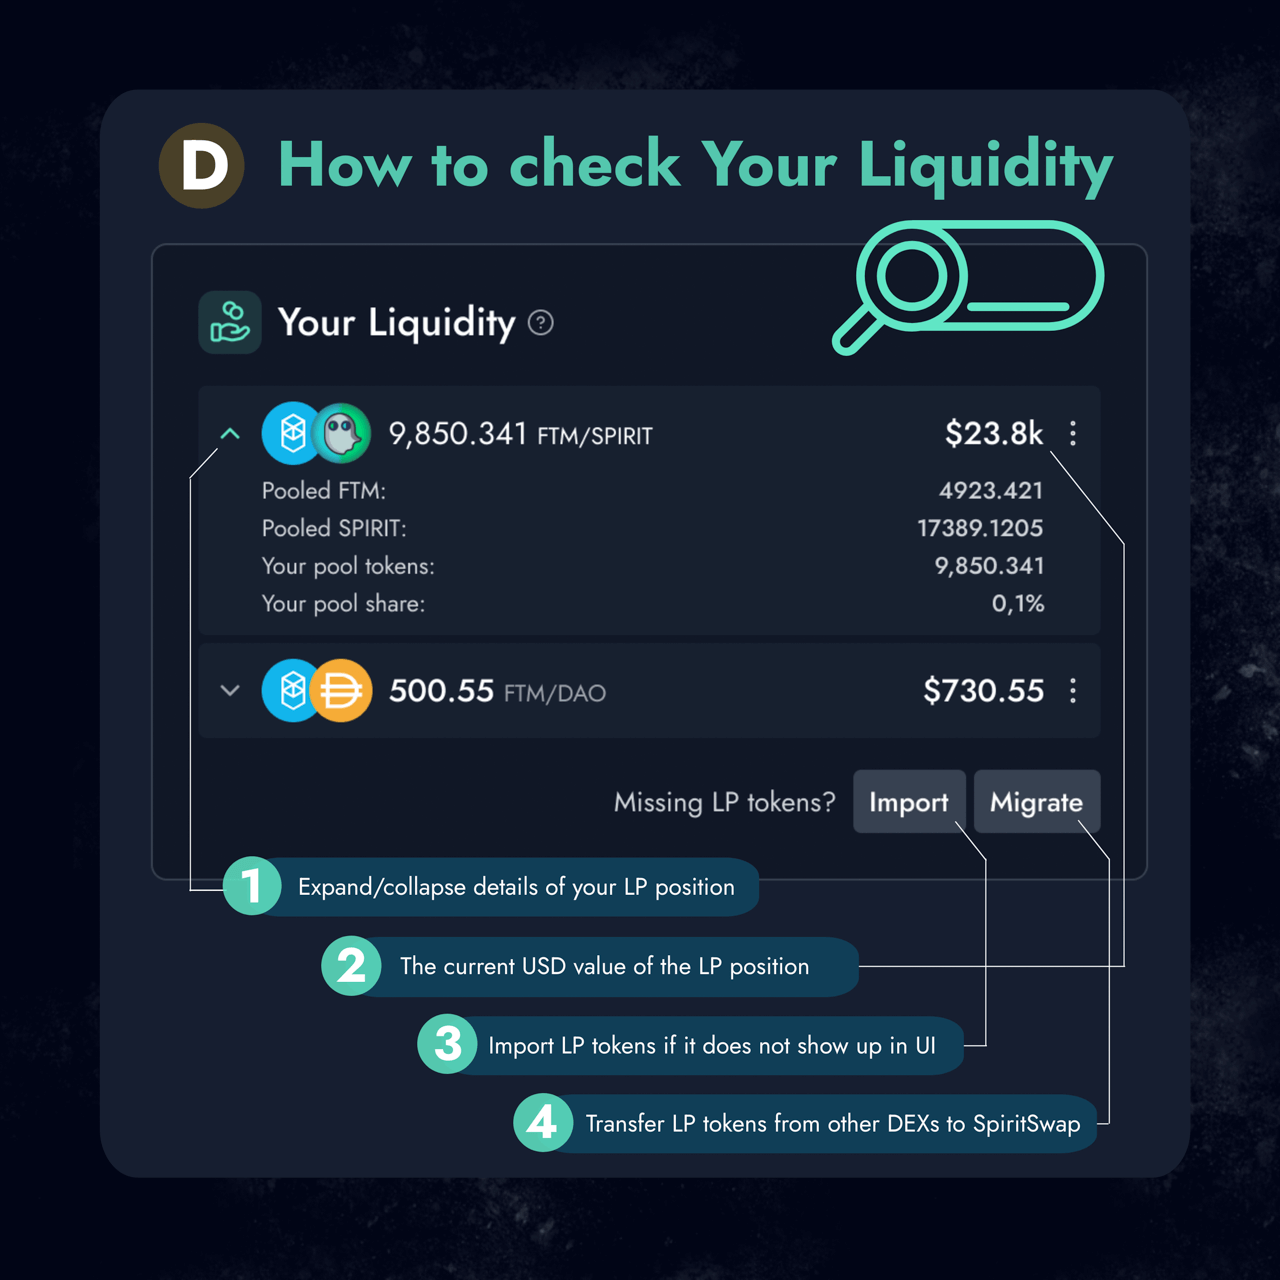 D How to check Your Liquidity
Your Liquidity ?
9,850.341 FTM/SPIRIT $23.8k
Pooled FTM: 4923.421
Pooled SPIRIT: 17389.1205
Your pool tokens: 9,850.341
Your pool share: 0,1%
500.55 FTM/DAO $730.55
Missing LP tokens? Import Migrate
1 Expand/collapse details of your LP position
2 The current USD value of the LP position
3 Import LP tokens if it does not show up in UI
4 Transfer LP tokens from other DEXs to SpiritSwap